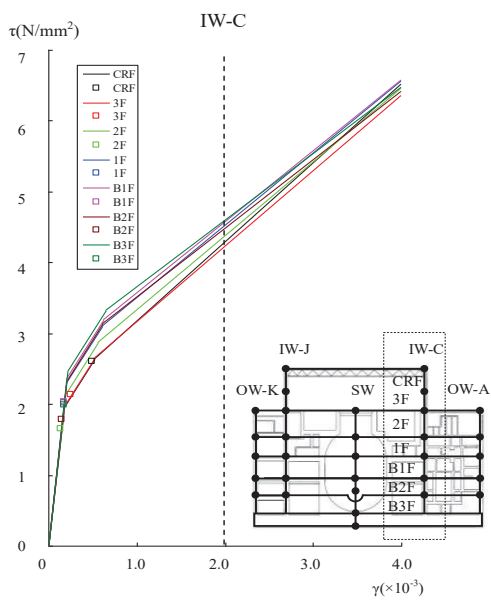 IW-C
τ(N/mm²)
7
6
5
4
3
2
1
0
CRF
CRF
3F
3F
2F
2F
1F
1F
B1F
B1F
B2F
B2F
B3F
B3F
IW-J
IW-C
OW-K
SW
CRF
OW-A
3F
2F
1F
B1F
B2F
B3F
0
1.0
2.0
3.0
4.0
γ(×10⁻³)